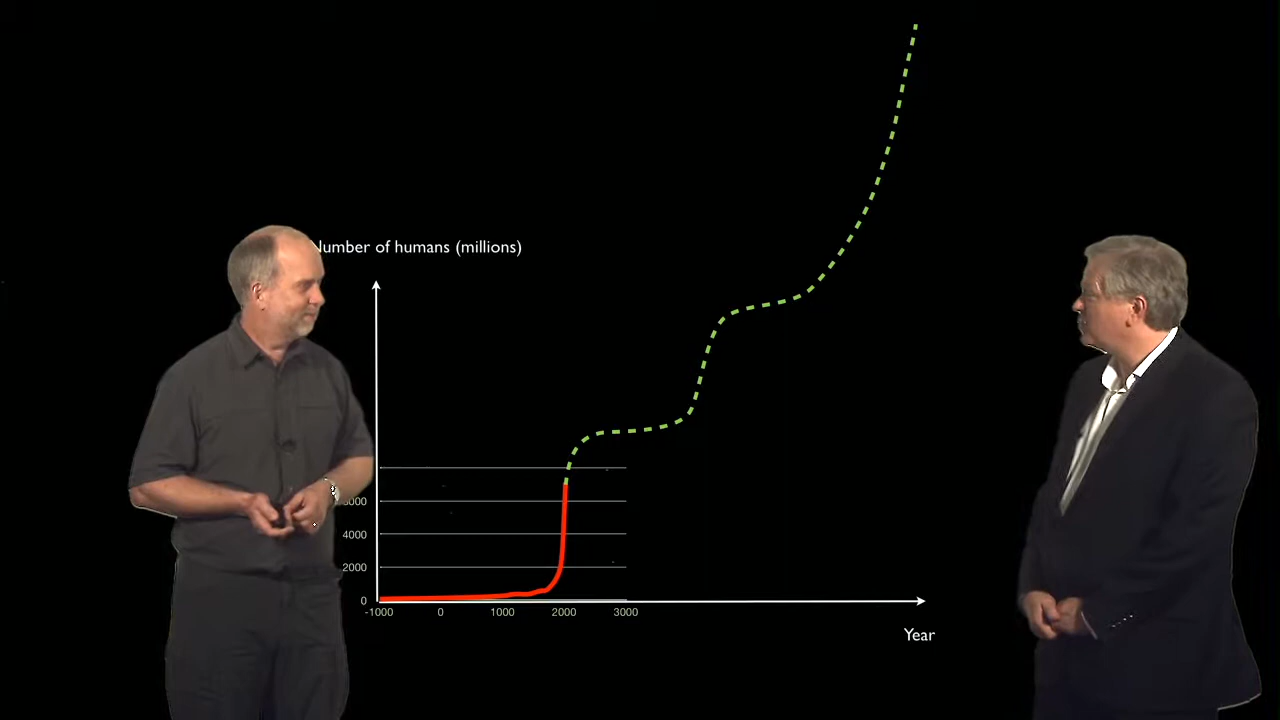 Number of humans (millions)
4000
2000
0
-1000 0 1000 2000 3000
Year